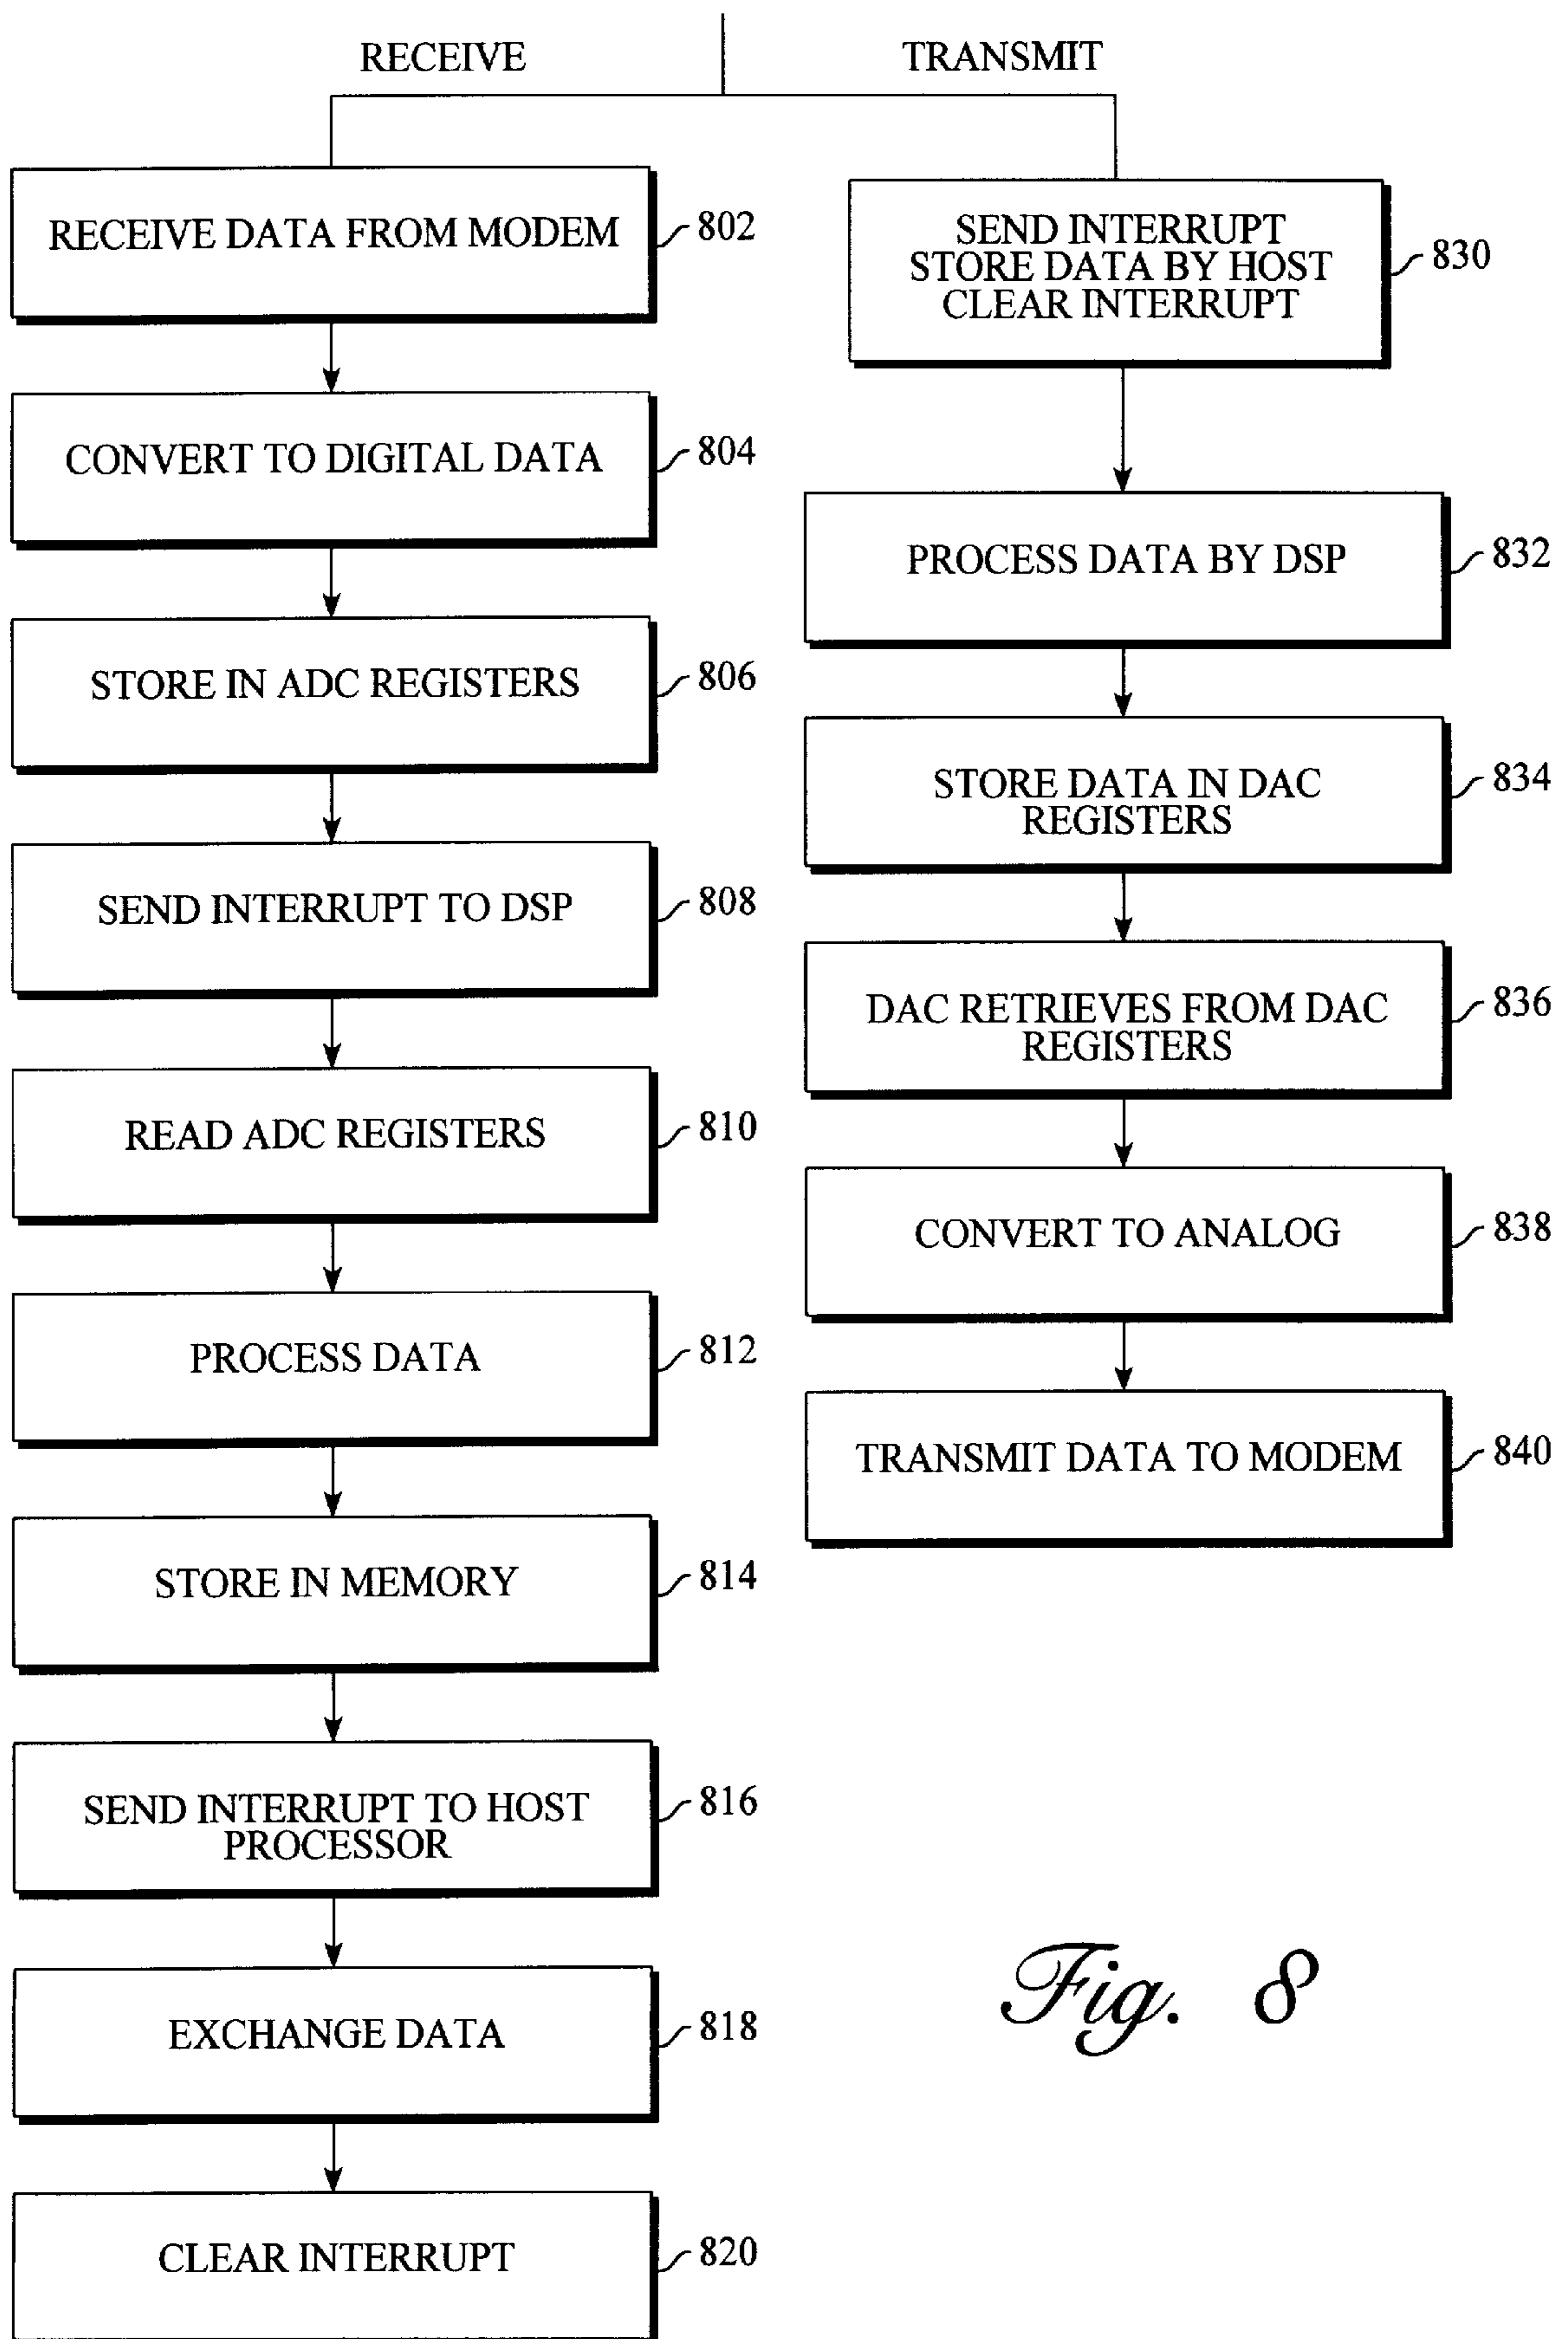 RECEIVE
TRANSMIT
RECEIVE DATA FROM MODEM
802
CONVERT TO DIGITAL DATA
804
STORE IN ADC REGISTERS
806
SEND INTERRUPT TO DSP
808
READ ADC REGISTERS
810
PROCESS DATA
812
STORE IN MEMORY
814
SEND INTERRUPT TO HOST
PROCESSOR
816
EXCHANGE DATA
818
CLEAR INTERRUPT
820
SEND INTERRUPT
STORE DATA BY HOST
CLEAR INTERRUPT
830
PROCESS DATA BY DSP
832
STORE DATA IN DAC
REGISTERS
834
DAC RETRIEVES FROM DAC
REGISTERS
836
CONVERT TO ANALOG
838
TRANSMIT DATA TO MODEM
840
Fig. 8